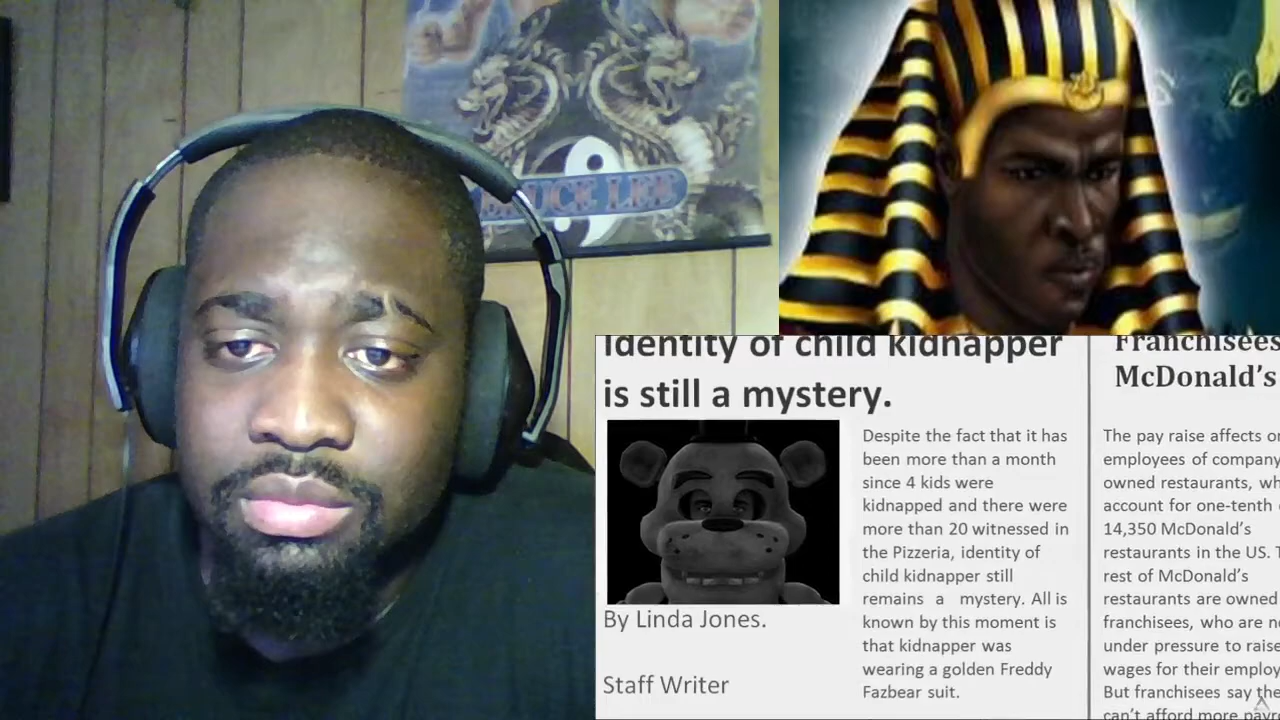 BRUCE LEE
Identity of child kidnapper
is still a mystery.
By Linda Jones.
Staff Writer
Despite the fact that it has
been more than a month
since 4 kids were
kidnapped and there were
more than 20 witnessed in
the Pizzeria, identity of
child kidnapper still
remains a mystery. All is
known by this moment is
that kidnapper was
wearing a golden Freddy
Fazbear suit.
Franchisees
McDonald's
The pay raise affects
employees of company
owned restaurants,
account for one-tenth
14,350 McDonald's
restaurants in the US.
rest of McDonald's
restaurants are owned
franchisees, who are
under pressure to raise
wages for their
But franchisees say
can't afford more